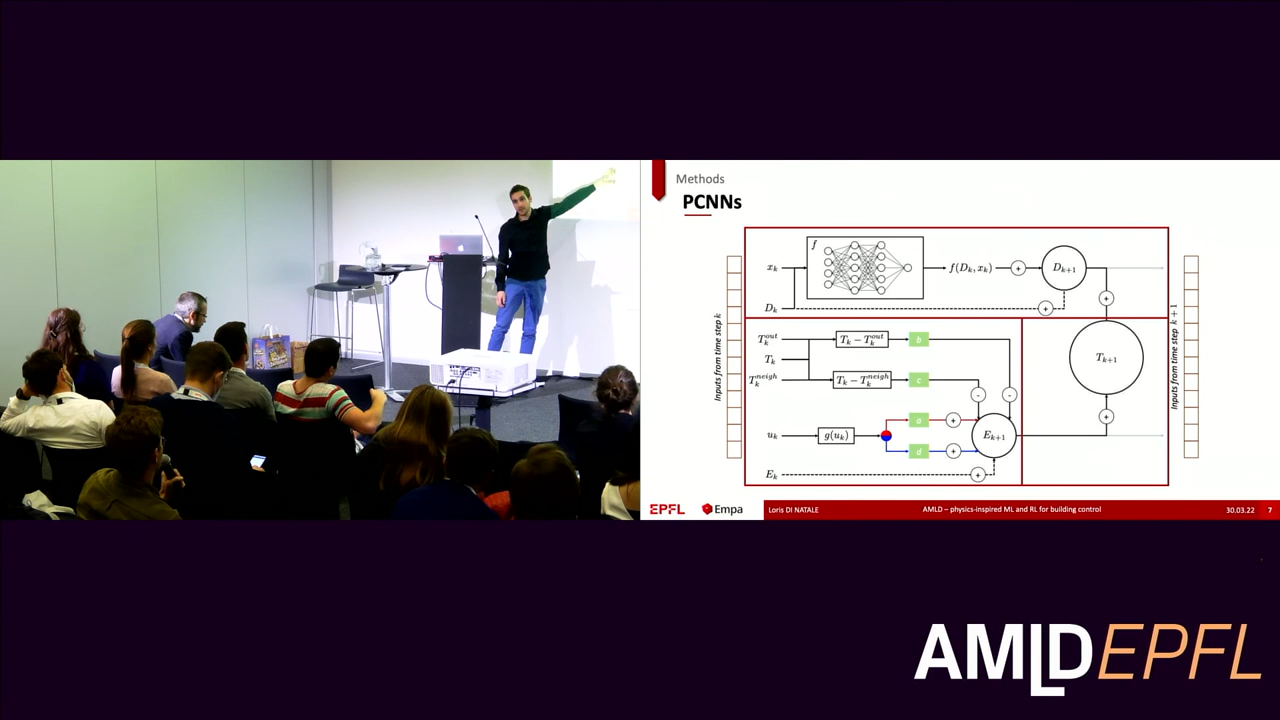 Methods
PCNNs
f
x_k
f(D_k, x_k)
+
D_{k+1}
D_k
+
+
Inputs from time step k
T_k^{out}
T_k - T_k^{out}
b
T_k
T_k^{neigh}
T_k - T_k^{neigh}
c
-
-
T_{k+1}
Inputs from time step k + 1
a
+
+
u_k
g(u_k)
E_{k+1}
d
+
E_k
+
EPFL
Empa
Loris DI NATALE
AMLD – physics-inspired ML and RL for building control
30.03.22
7
AMLDEPFL